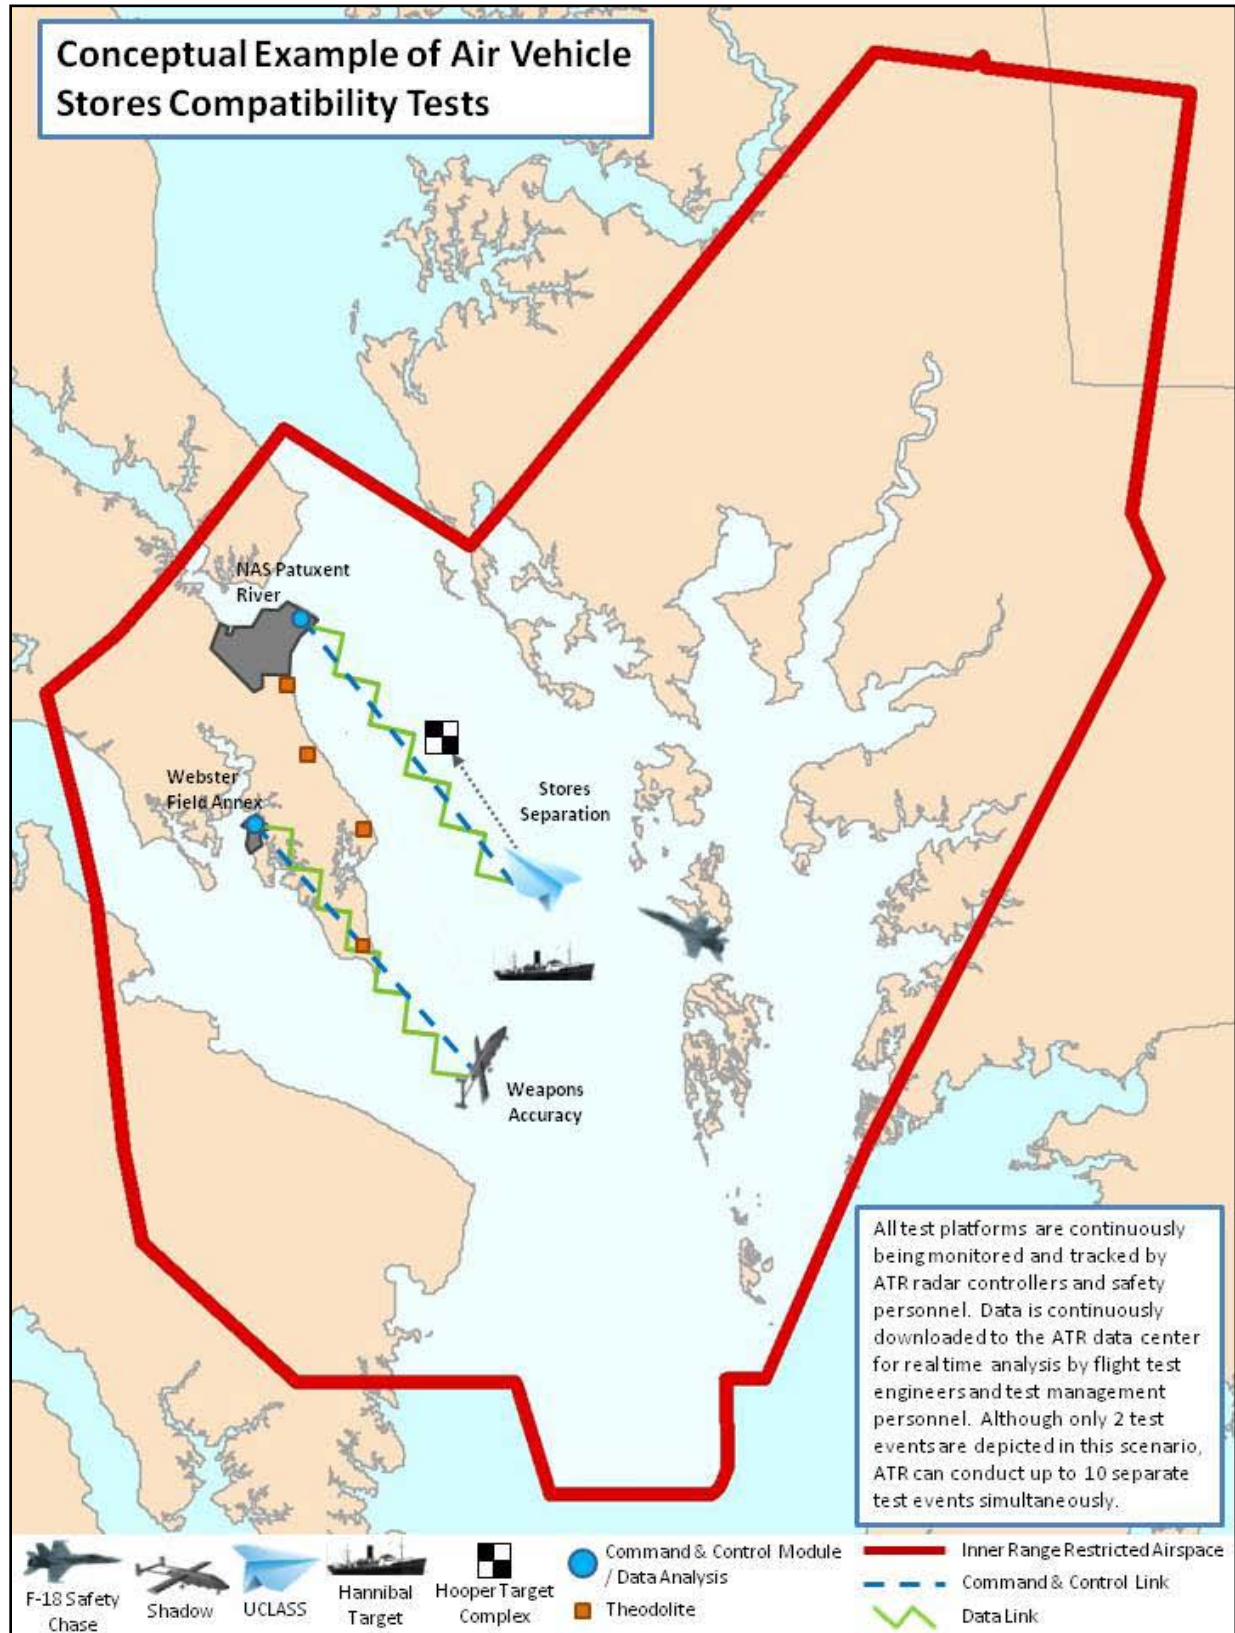 Conceptual Example of Air Vehicle
Stores Compatibility Tests
NAS Patuxent
River
Webster
Field Annex
Stores
Separation
Weapons
Accuracy
All test platforms are continuously
being monitored and tracked by
ATR radar controllers and safety
personnel. Data is continuously
downloaded to the ATR data center
for real time analysis by flight test
engineers and test management
personnel. Although only 2 test
events are depicted in this scenario,
ATR can conduct up to 10 separate
test events simultaneously.
F-18 Safety
Chase
Shadow
UCLASS
Hannibal
Target
Hooper Target
Complex
Command & Control Module
/ Data Analysis
Theodolite
Inner Range Restricted Airspace
Command & Control Link
Data Link